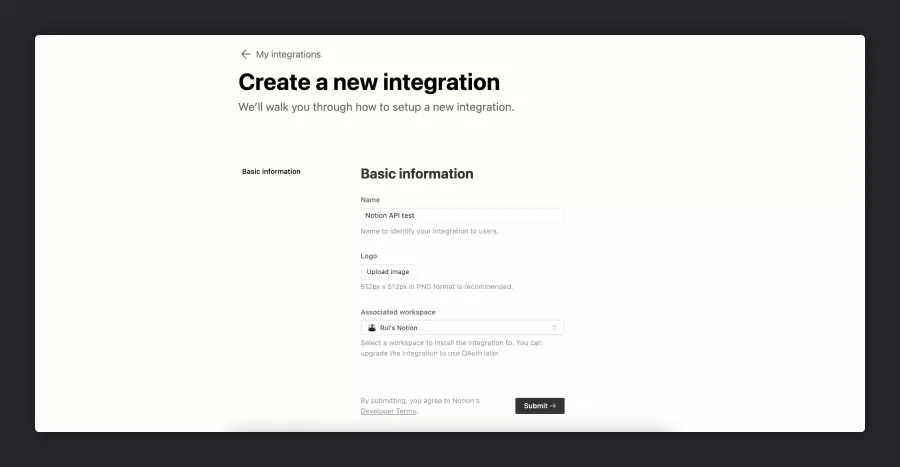 ← My integrations
Create a new integration
We'll walk you through how to setup a new integration.
Basic information
Basic information
Name
Notion API test
Name to identify your integration to users.
Logo
Upload image
512px x 512px in PNG format is recommended.
Associated workspace
Rui's Notion
Select a workspace to install the integration to. You can
upgrade the integration to use OAuth later.
By submitting, you agree to Notion's
Developer Terms.
Submit →